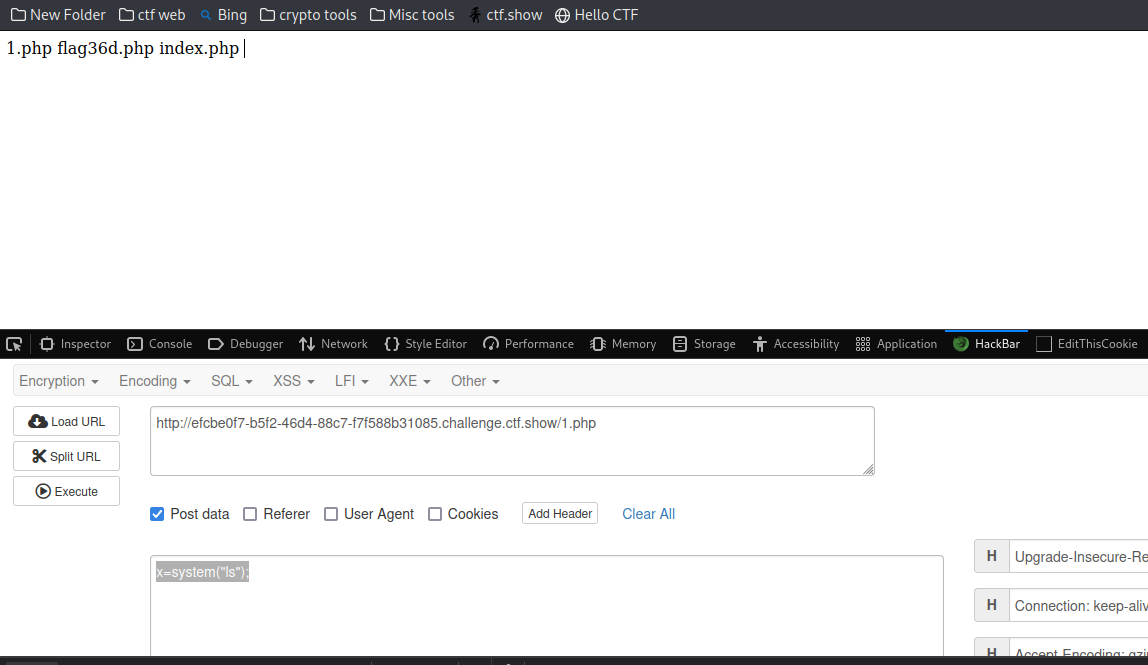 New Folder ctf web Bing crypto tools Misc tools ctf.show Hello CTF
1.php flag36d.php index.php
Inspector Console Debugger Network Style Editor Performance Memory Storage Accessibility Application HackBar EditThisCookie
Encryption Encoding SQL XSS LFI XXE Other
Load URL
http://efcbe0f7-b5f2-46d4-88c7-f7f588b31085.challenge.ctf.show/1.php
Split URL
Execute
Post data Referer User Agent Cookies Add Header Clear All
H Upgrade-Insecure-Re
x=system("ls");
H Connection: keep-aliv
H Accept-Encoding: gzi